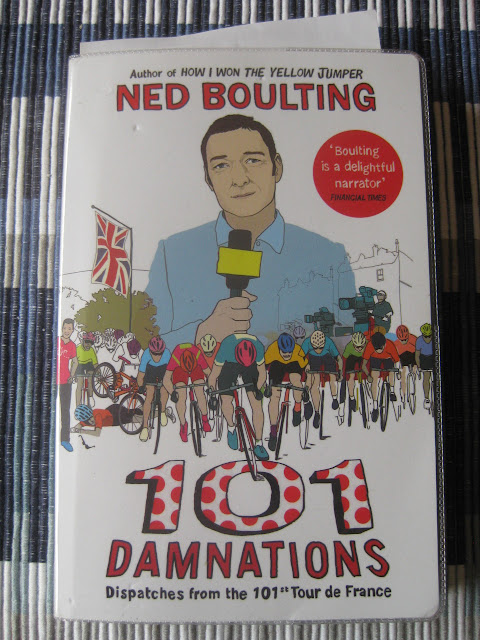 Author of HOW I WON THE YELLOW JUMPER
NED BOULTING
‘Boulting
is a delightful
narrator’
FINANCIAL TIMES
101
DAMNATIONS
Dispatches from the 101st Tour de France